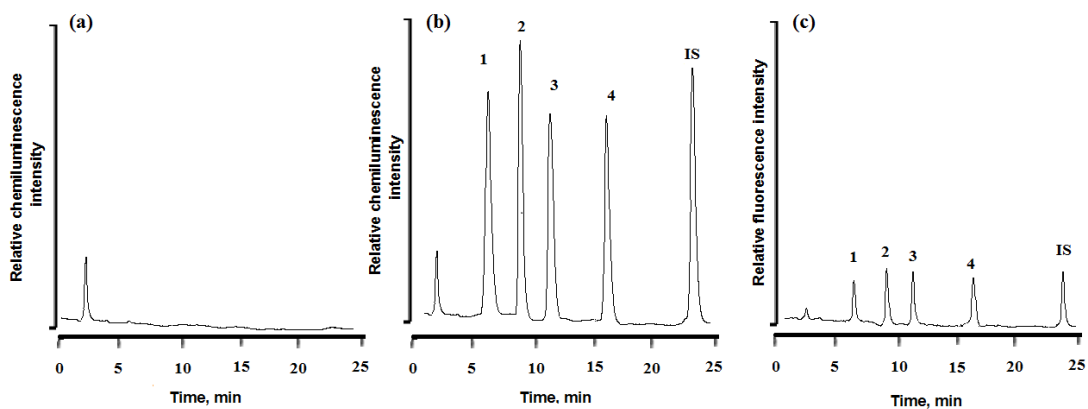 (a)
Relative chemiluminescence
intensity
0 5 10 15 20 25
Time, min
(b)
Relative chemiluminescence
intensity
1
2
3
4
IS
0 5 10 15 20 25
Time, min
(c)
Relative fluorescence intensity
1
2
3
4
IS
0 5 10 15 20 25
Time, min